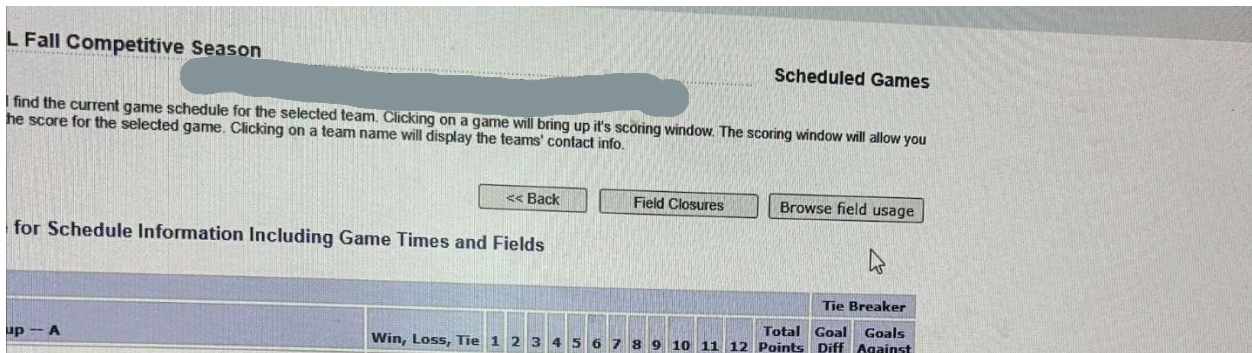 L Fall Competitive Season
Scheduled Games
find the current game schedule for the selected team. Clicking on a game will bring up it's scoring window. The scoring window will allow you
he score for the selected game. Clicking on a team name will display the teams' contact info.
<< Back Field Closures Browse field usage
for Schedule Information Including Game Times and Fields
Tie Breaker
up -- A Win, Loss, Tie 1 2 3 4 5 6 7 8 9 10 11 12 Total Points Goal Diff Goals Against